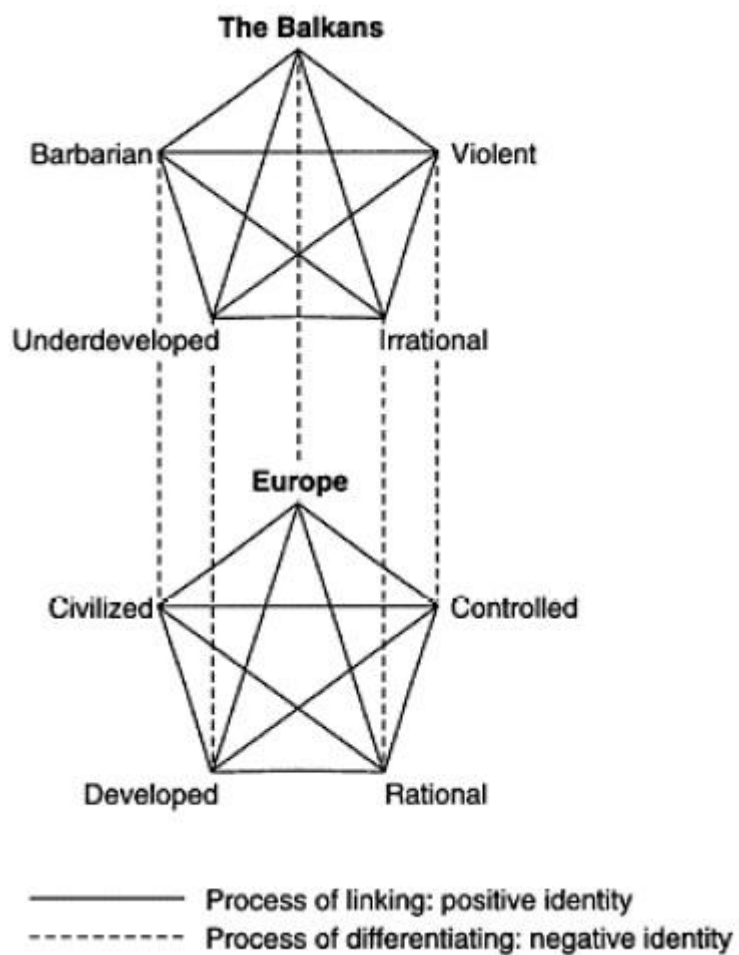 The Balkans
Barbarian
Violent
Underdeveloped
Irrational
Europe
Civilized
Controlled
Developed
Rational
Process of linking: positive identity
Process of differentiating: negative identity